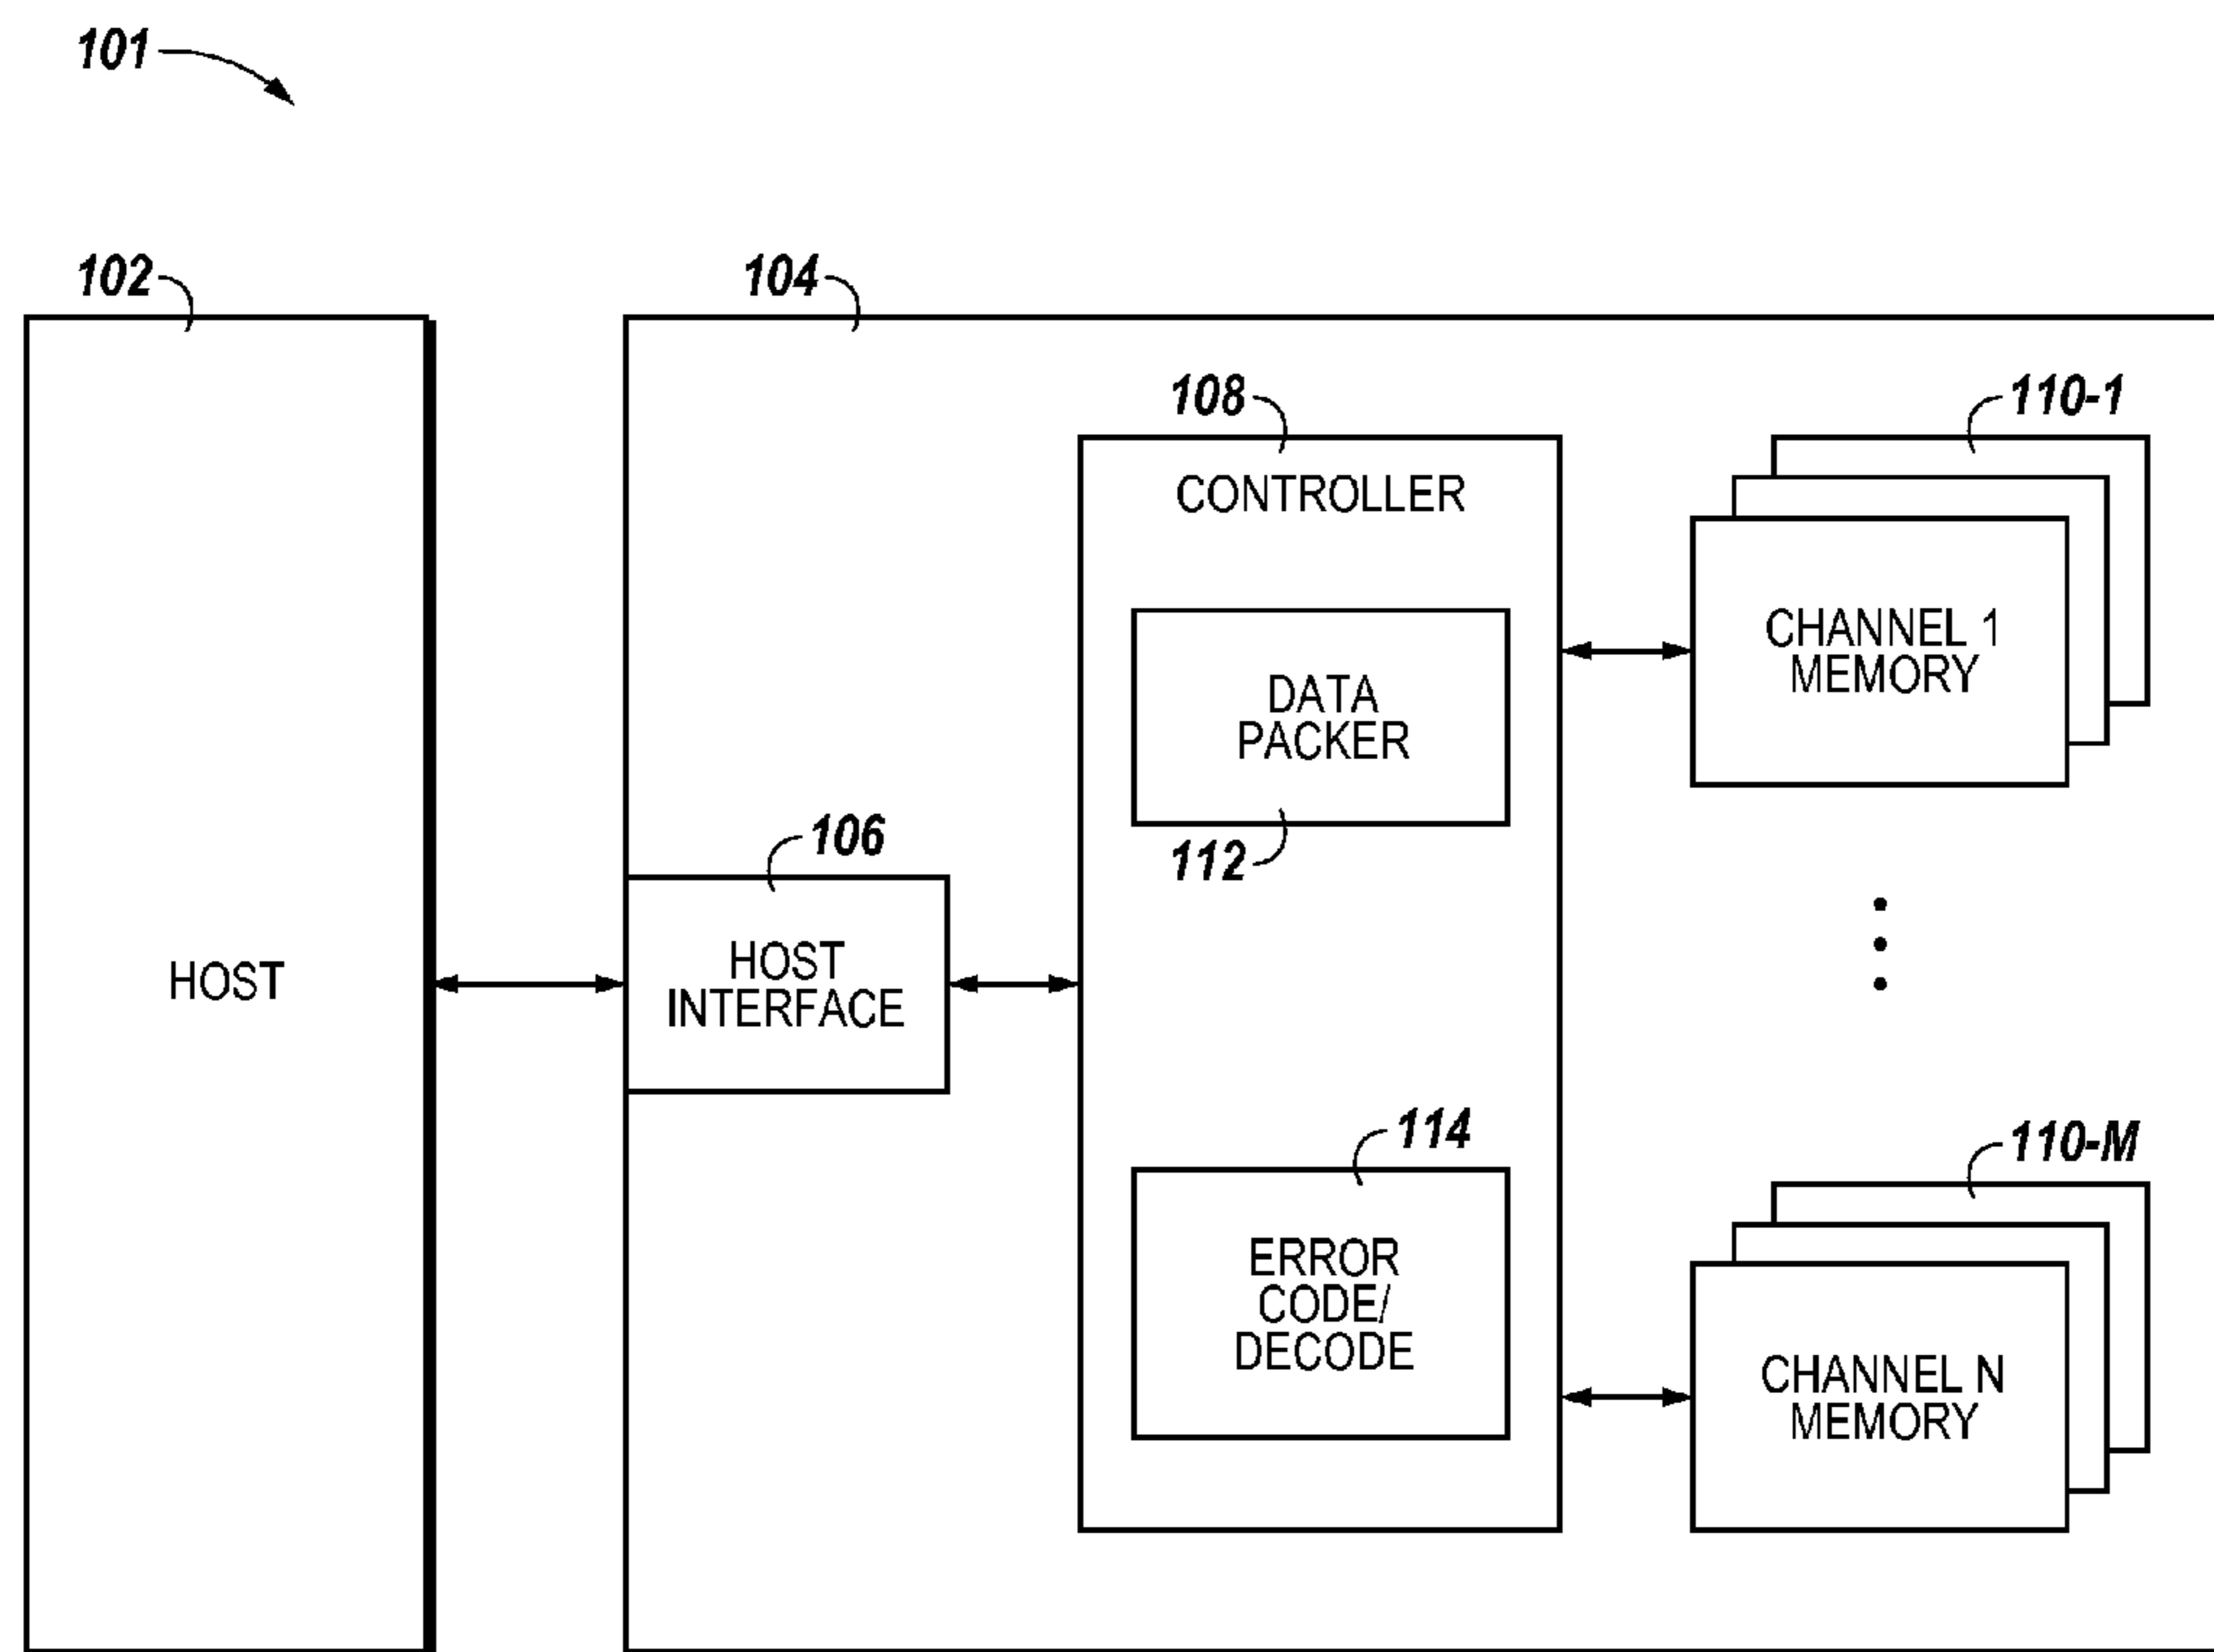 101
102
104
108
110-1
CONTROLLER
CHANNEL 1
MEMORY
DATA
PACKER
112
106
HOST
HOST
INTERFACE
114
110-M
ERROR
CODE/
DECODE
CHANNEL N
MEMORY